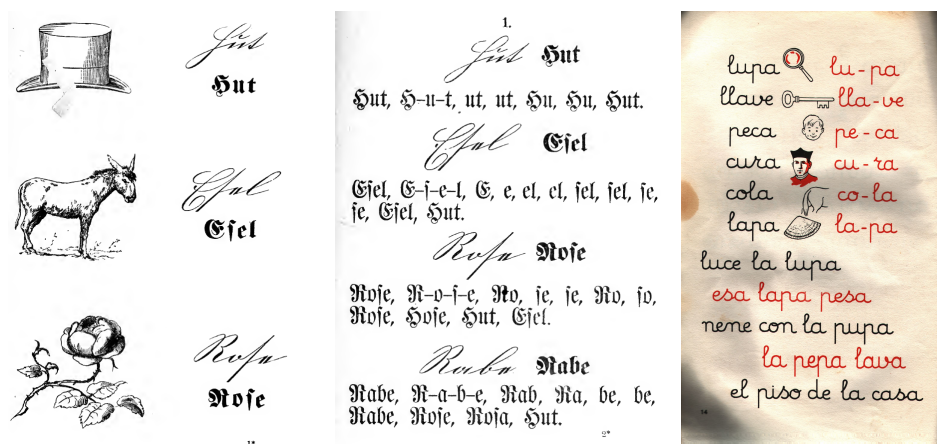 Hut
Hut
Eſel
Eſel
Roſe
Roſe
1.
Hut Hut
Hut, H–u–t, ut, ut, Hu, Hu, Hut.
Eſel Eſel
Eſel, E–ſ–e–l, E, e, el, el, ſel, ſel, ſe,
ſe, Eſel, Hut.
Roſe Roſe
Roſe, R–o–ſ–e, Ro, ſe, ſe, Ro, ſo,
Roſe, Hoſe, Hut, Eſel.
Rabe Rabe
Rabe, R–a–b–e, Rab, Ra, be, be,
Rabe, Roſe, Roſa, Hut.
2*
lupa lu-pa
llave lla-ve
peca pe-ca
cura cu-ra
cola co-la
lapa la-pa
luce la lupa
esa lapa pesa
nene con la pupa
la pepa lava
el piso de la casa
14